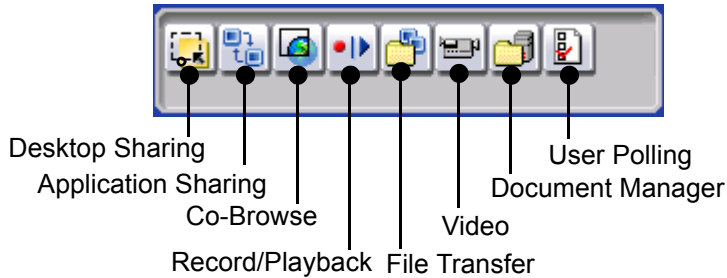 Desktop Sharing
Application Sharing
Co-Browse
Record/Playback
File Transfer
Video
Document Manager
User Polling